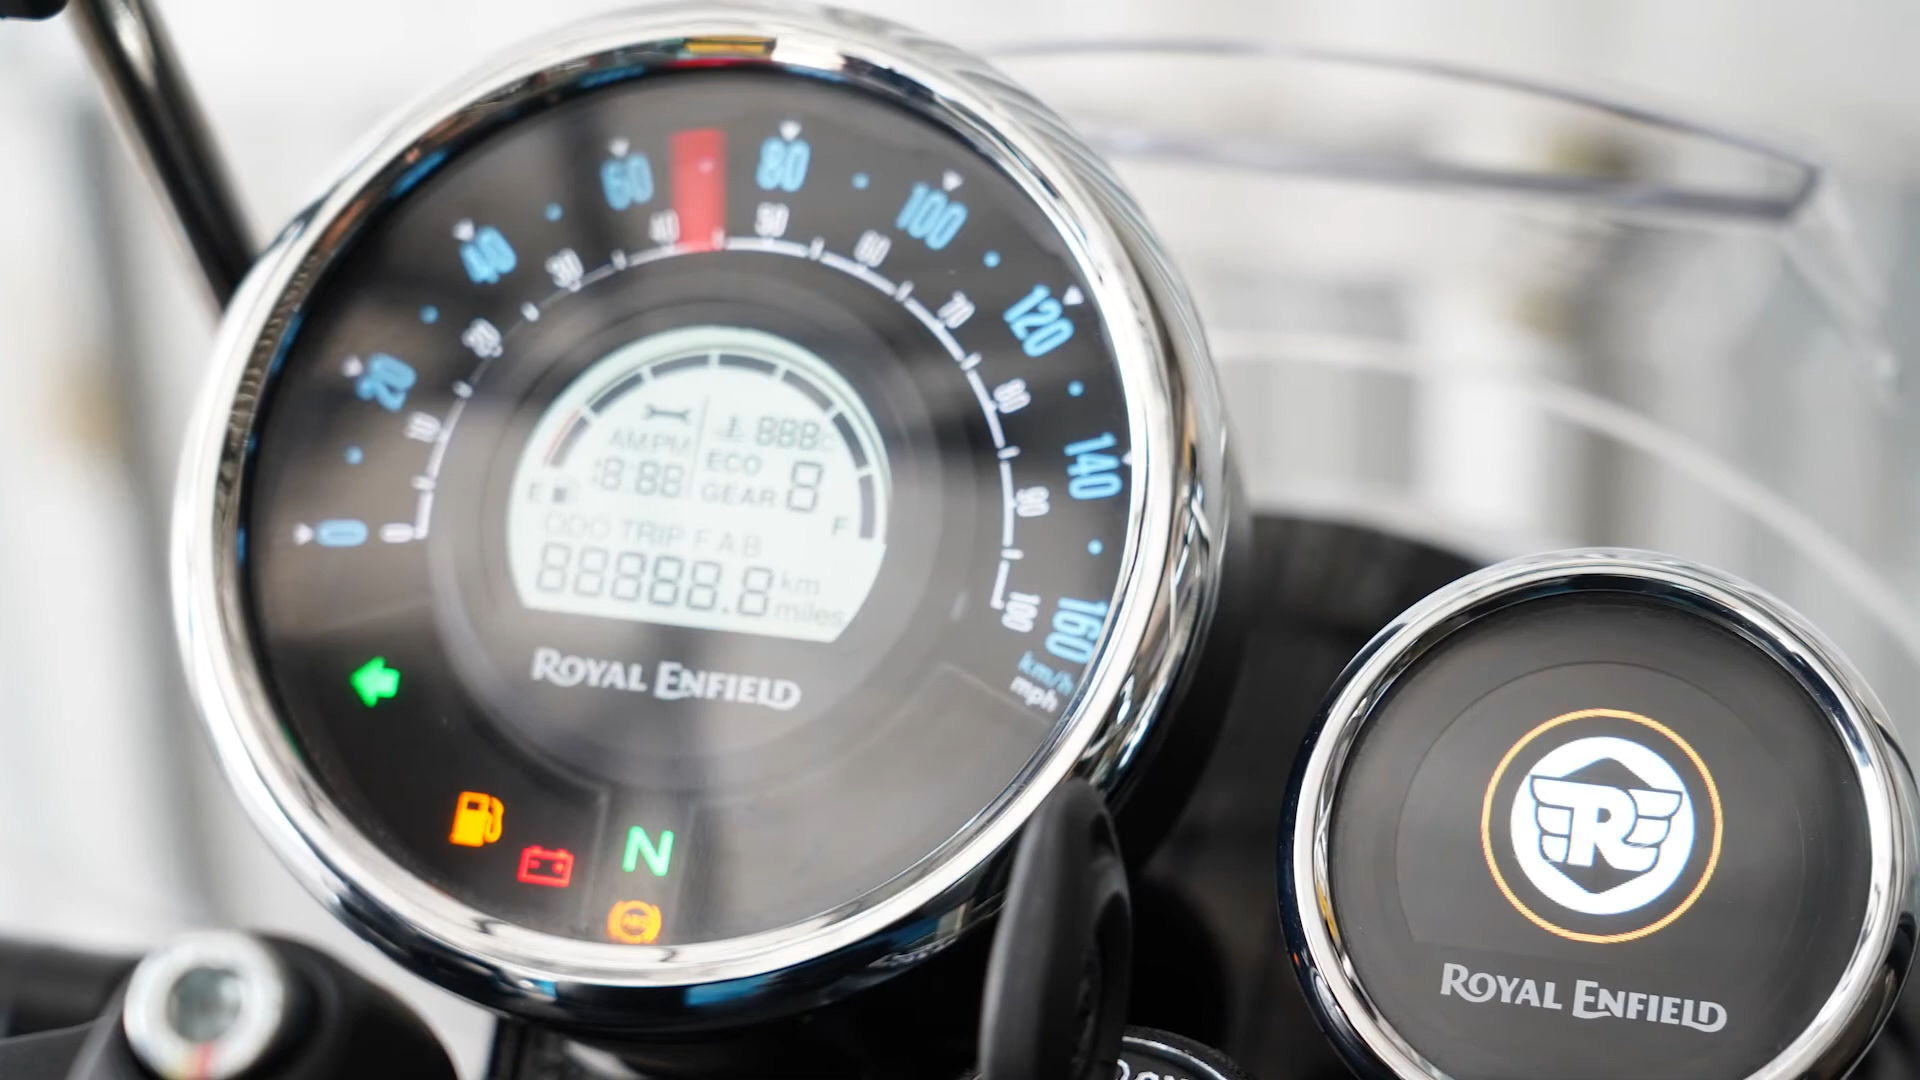 0 20 40 60 80 100 120 140 160
km/h
mph
0 10 20 30 40 50 60 70 80 90 100
888
AM PM
ECO
8:88
GEAR 8
E F
ODO TRIP F A B
88888.8 km
miles
ROYAL ENFIELD
N
ABS
R
ROYAL ENFIELD